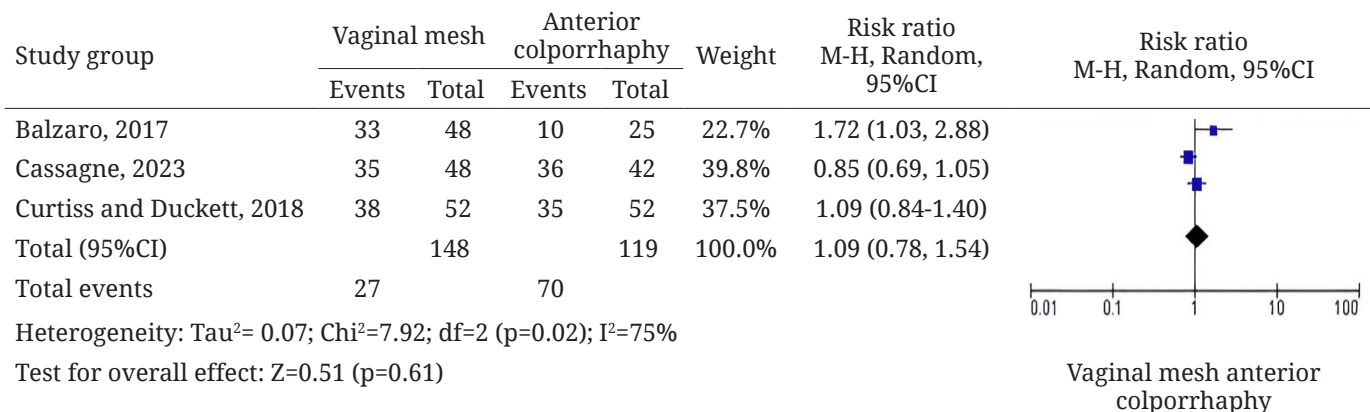 Study group Vaginal mesh Anterior colporrhaphy Weight Risk ratio M-H, Random, 95%CI Risk ratio M-H, Random, 95%CI
Events Total Events Total
Balzaro, 2017 33 48 10 25 22.7% 1.72 (1.03, 2.88)
Cassagne, 2023 35 48 36 42 39.8% 0.85 (0.69, 1.05)
Curtiss and Duckett, 2018 38 52 35 52 37.5% 1.09 (0.84-1.40)
Total (95%CI) 148 119 100.0% 1.09 (0.78, 1.54)
Total events 27 70
0.01 0.1 1 10 100
Heterogeneity: Tau²= 0.07; Chi²=7.92; df=2 (p=0.02); I²=75%
Test for overall effect: Z=0.51 (p=0.61)
Vaginal mesh anterior
colporrhaphy